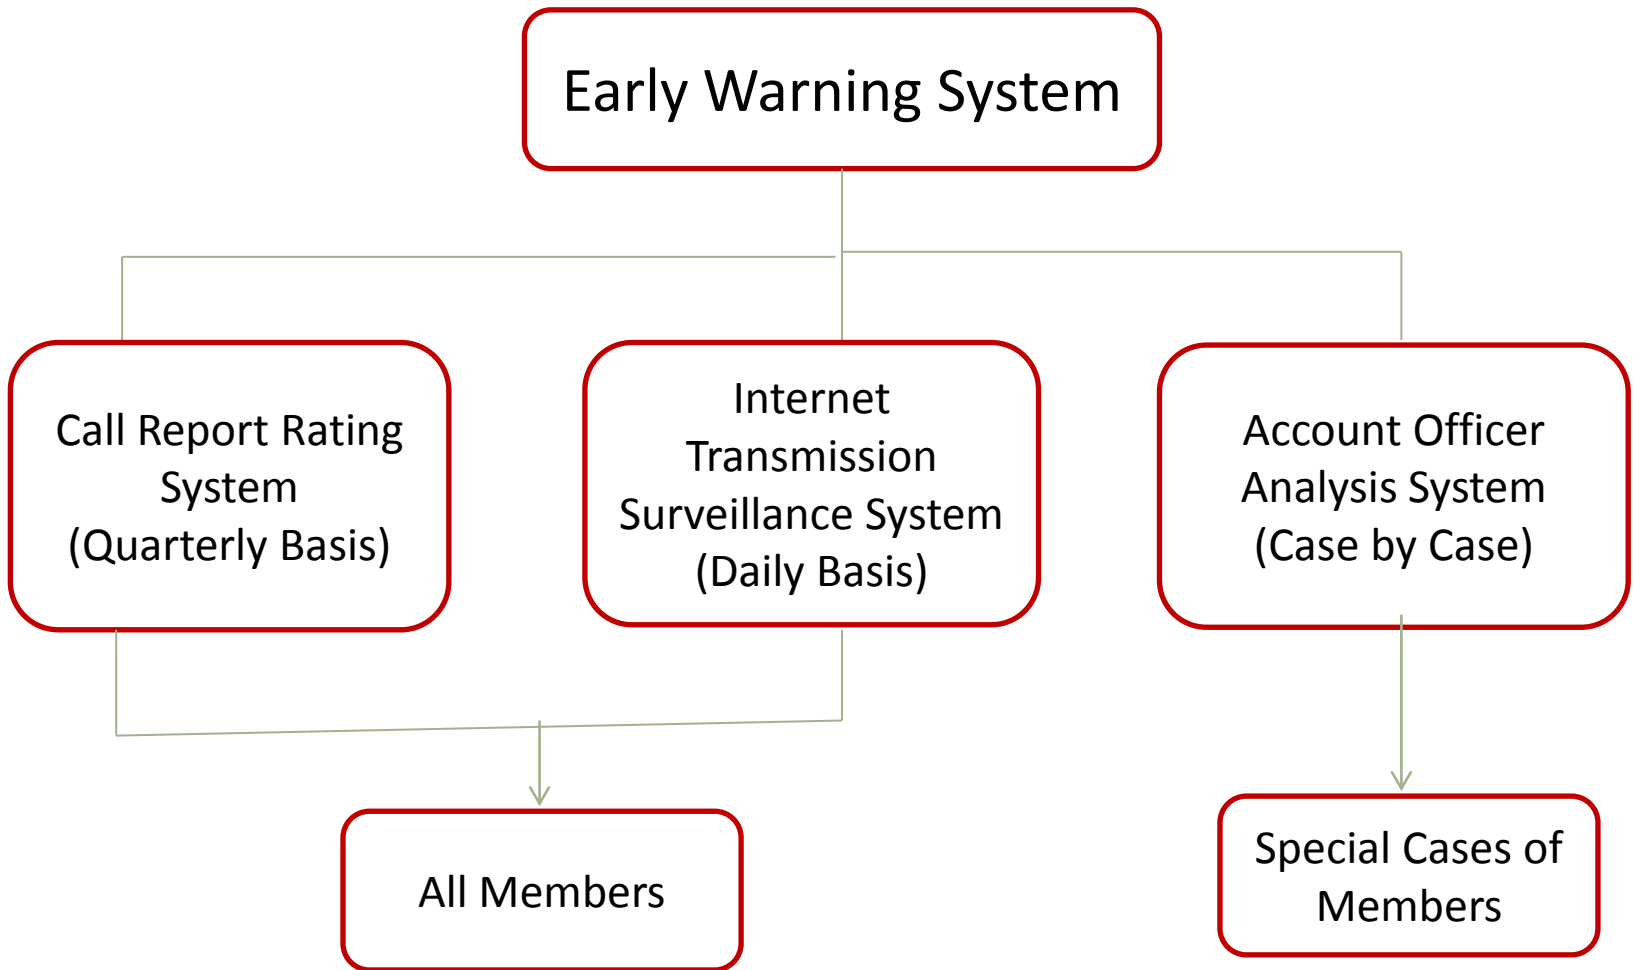 Early Warning System
Call Report Rating
System
(Quarterly Basis)
Internet
Transmission
Surveillance System
(Daily Basis)
Account Officer
Analysis System
(Case by Case)
All Members
Special Cases of
Members